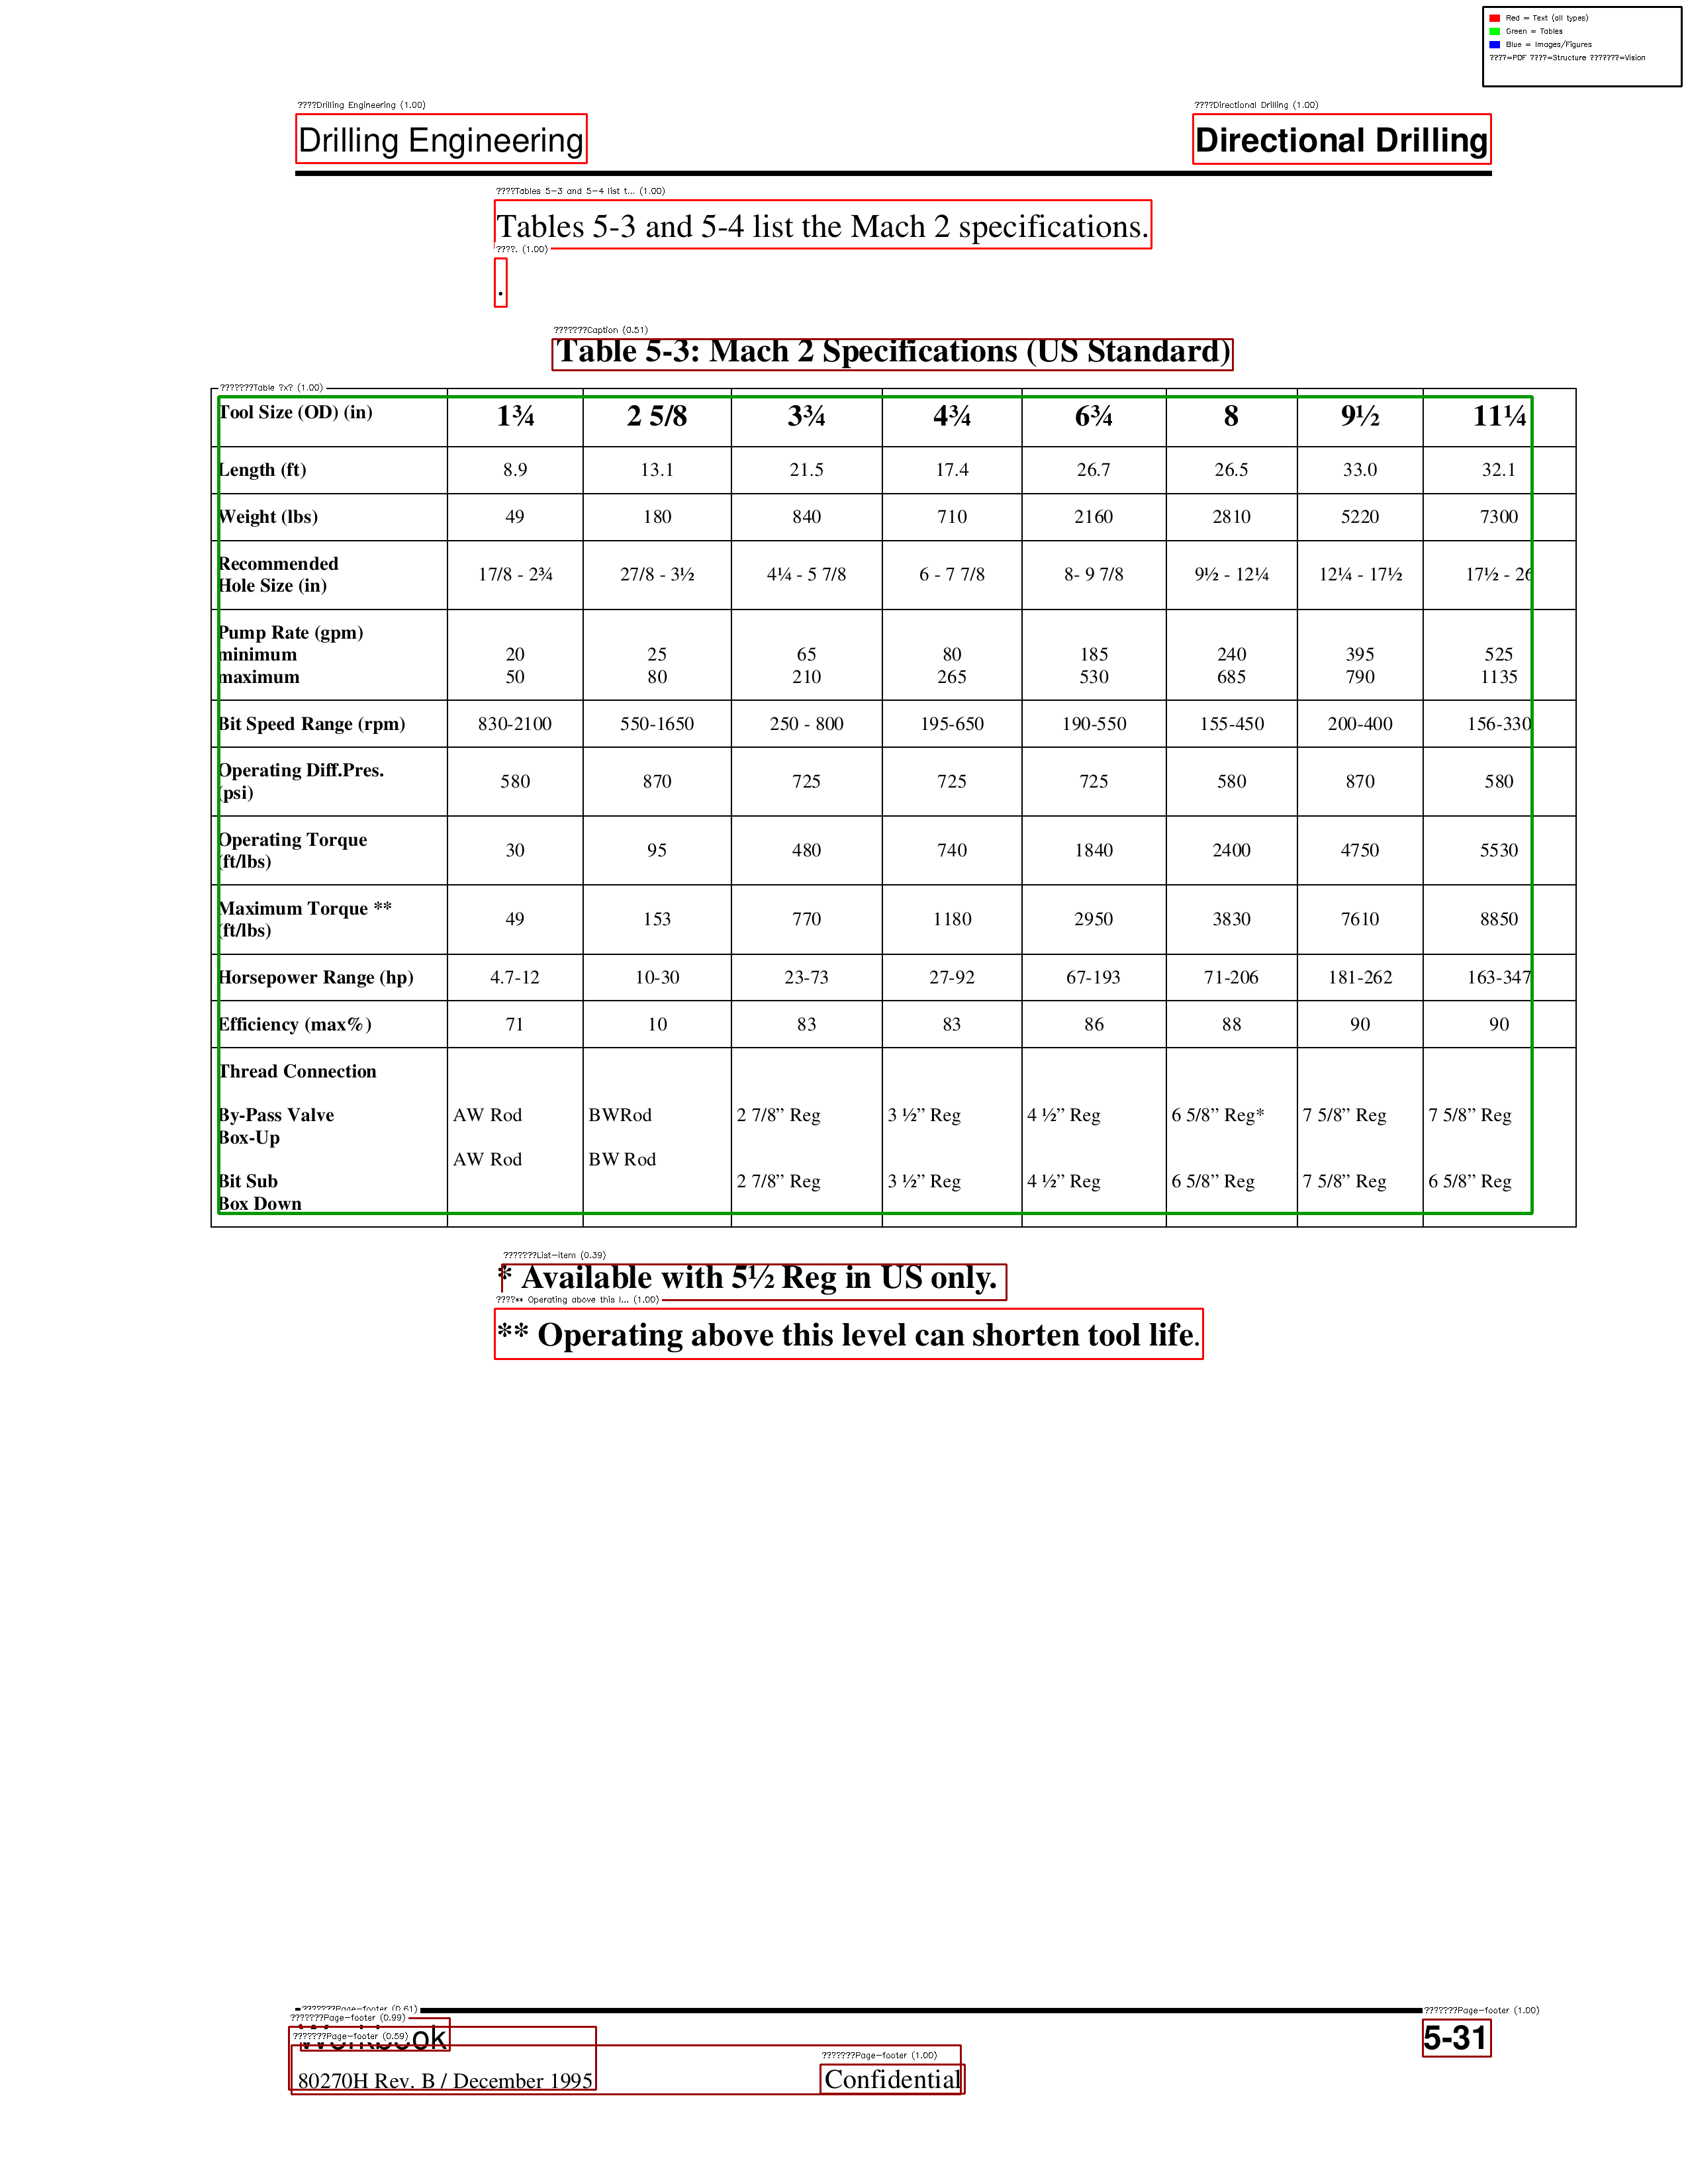 Red = Text (all types)
Green = Tables
Blue = Images/Figures
????=PDF ????=Structure ???????=Vision
????Drilling Engineering (1.00)
????Directional Drilling (1.00)
Drilling Engineering Directional Drilling
????Tables 5-3 and 5-4 list t... (1.00)
Tables 5-3 and 5-4 list the Mach 2 specifications.
????. (1.00)
.
???????Caption (0.51)
Table 5-3: Mach 2 Specifications (US Standard)
???????Table ?x? (1.00)
Tool Size (OD) (in) 1¾ 2 5/8 3¾ 4¾ 6¾ 8 9½ 11¼
Length (ft) 8.9 13.1 21.5 17.4 26.7 26.5 33.0 32.1
Weight (lbs) 49 180 840 710 2160 2810 5220 7300
Recommended
Hole Size (in) 17/8 - 2¾ 27/8 - 3½ 4¼ - 5 7/8 6 - 7 7/8 8- 9 7/8 9½ - 12¼ 12¼ - 17½ 17½ - 26
Pump Rate (gpm)
minimum 20 25 65 80 185 240 395 525
maximum 50 80 210 265 530 685 790 1135
Bit Speed Range (rpm) 830-2100 550-1650 250 - 800 195-650 190-550 155-450 200-400 156-330
Operating Diff.Pres.
(psi) 580 870 725 725 725 580 870 580
Operating Torque
(ft/lbs) 30 95 480 740 1840 2400 4750 5530
Maximum Torque **
(ft/lbs) 49 153 770 1180 2950 3830 7610 8850
Horsepower Range (hp) 4.7-12 10-30 23-73 27-92 67-193 71-206 181-262 163-347
Efficiency (max%) 71 10 83 83 86 88 90 90
Thread Connection
By-Pass Valve AW Rod BWRod 2 7/8” Reg 3 ½” Reg 4 ½” Reg 6 5/8” Reg* 7 5/8” Reg 7 5/8” Reg
Box-Up
AW Rod BW Rod
Bit Sub 2 7/8” Reg 3 ½” Reg 4 ½” Reg 6 5/8” Reg 7 5/8” Reg 6 5/8” Reg
Box Down
???????List-item (0.39)
* Available with 5½ Reg in US only.
????** Operating above this l... (1.00)
** Operating above this level can shorten tool life.
???????Page-footer (0.61)
???????Page-footer (1.00)
???????Page-footer (0.99)
???????Page-footer (0.59)
Workbook 5-31
???????Page-footer (1.00)
80270H Rev. B / December 1995 Confidential